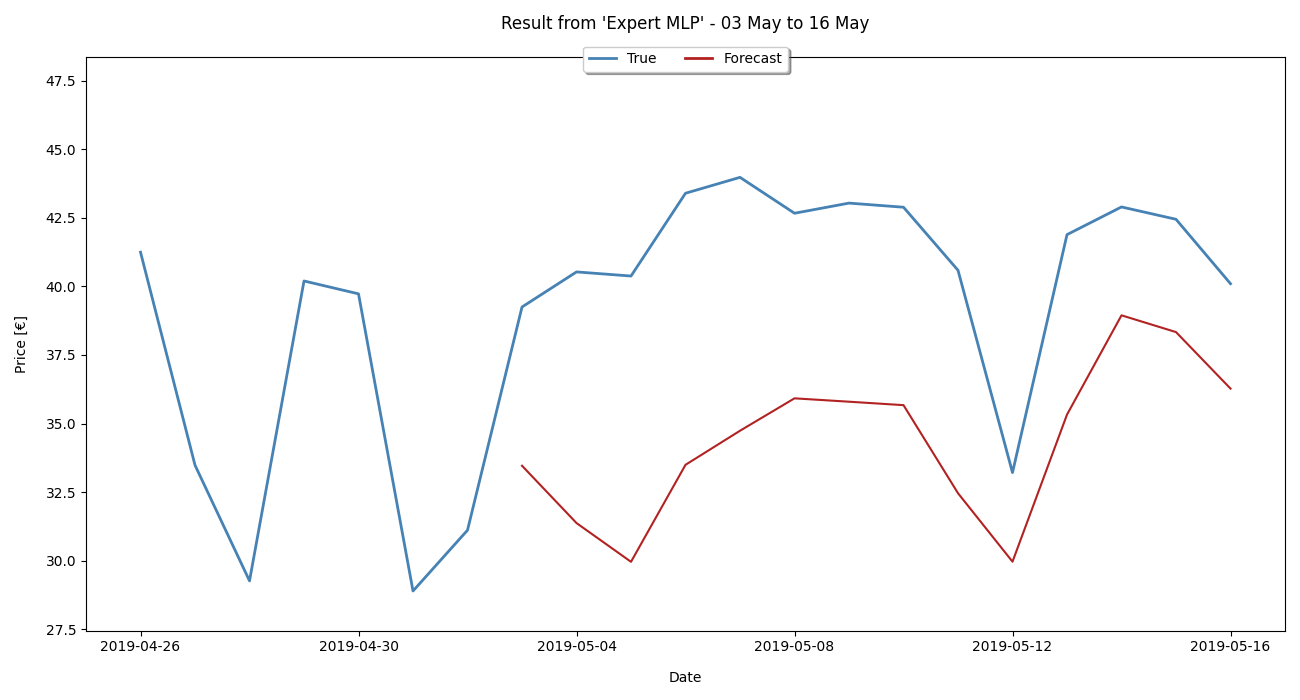 Result from 'Expert MLP' - 03 May to 16 May
True Forecast
47.5
45.0
42.5
40.0
37.5
35.0
32.5
30.0
27.5
Price [€]
2019-04-26 2019-04-30 2019-05-04 2019-05-08 2019-05-12 2019-05-16
Date